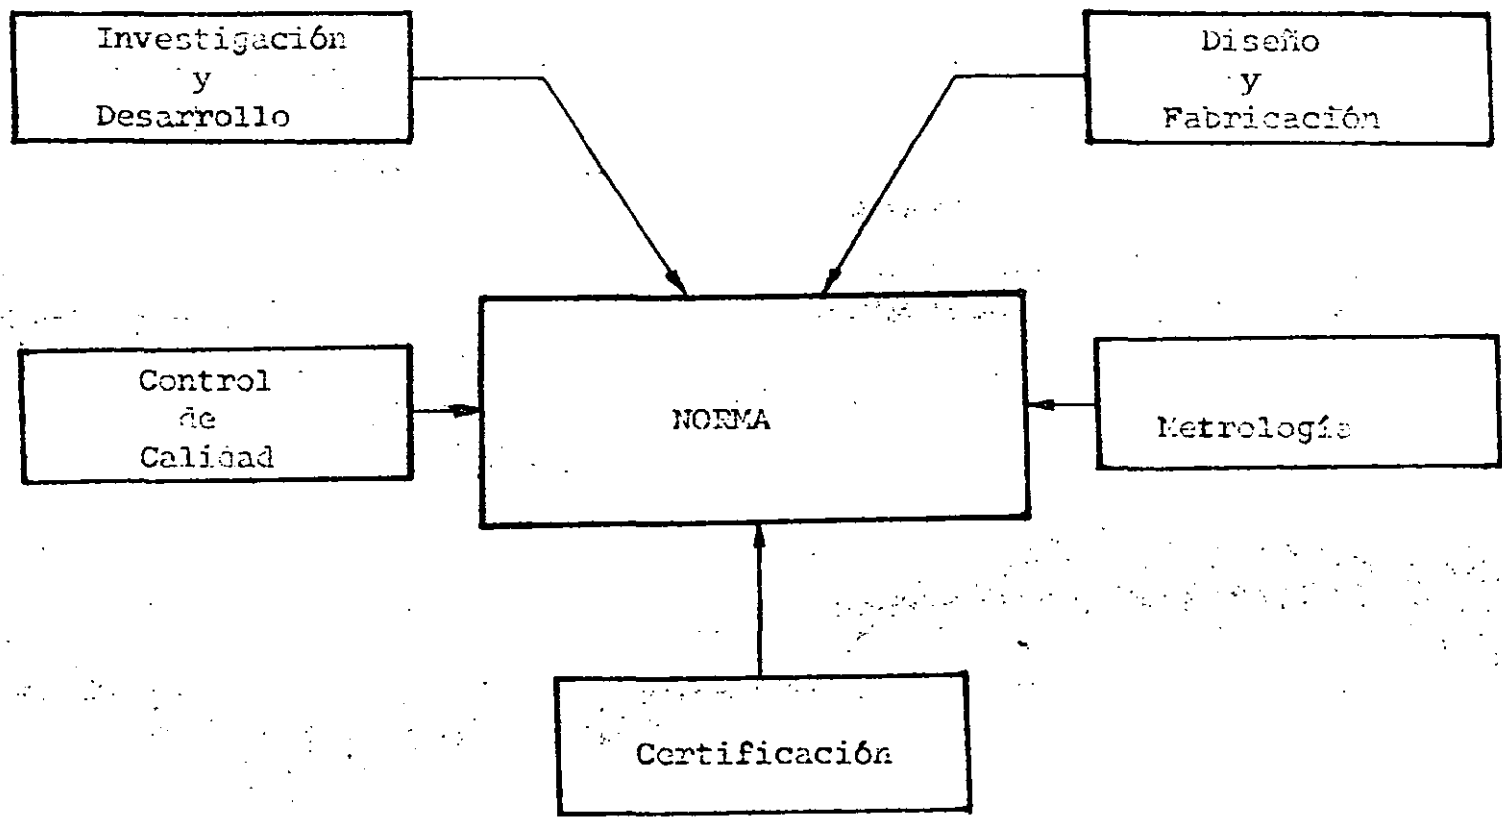 Investigación
y
Desarrollo
Diseño
y
Fabricación
Control
de
Calidad
NORMA
Metrología
Certificación